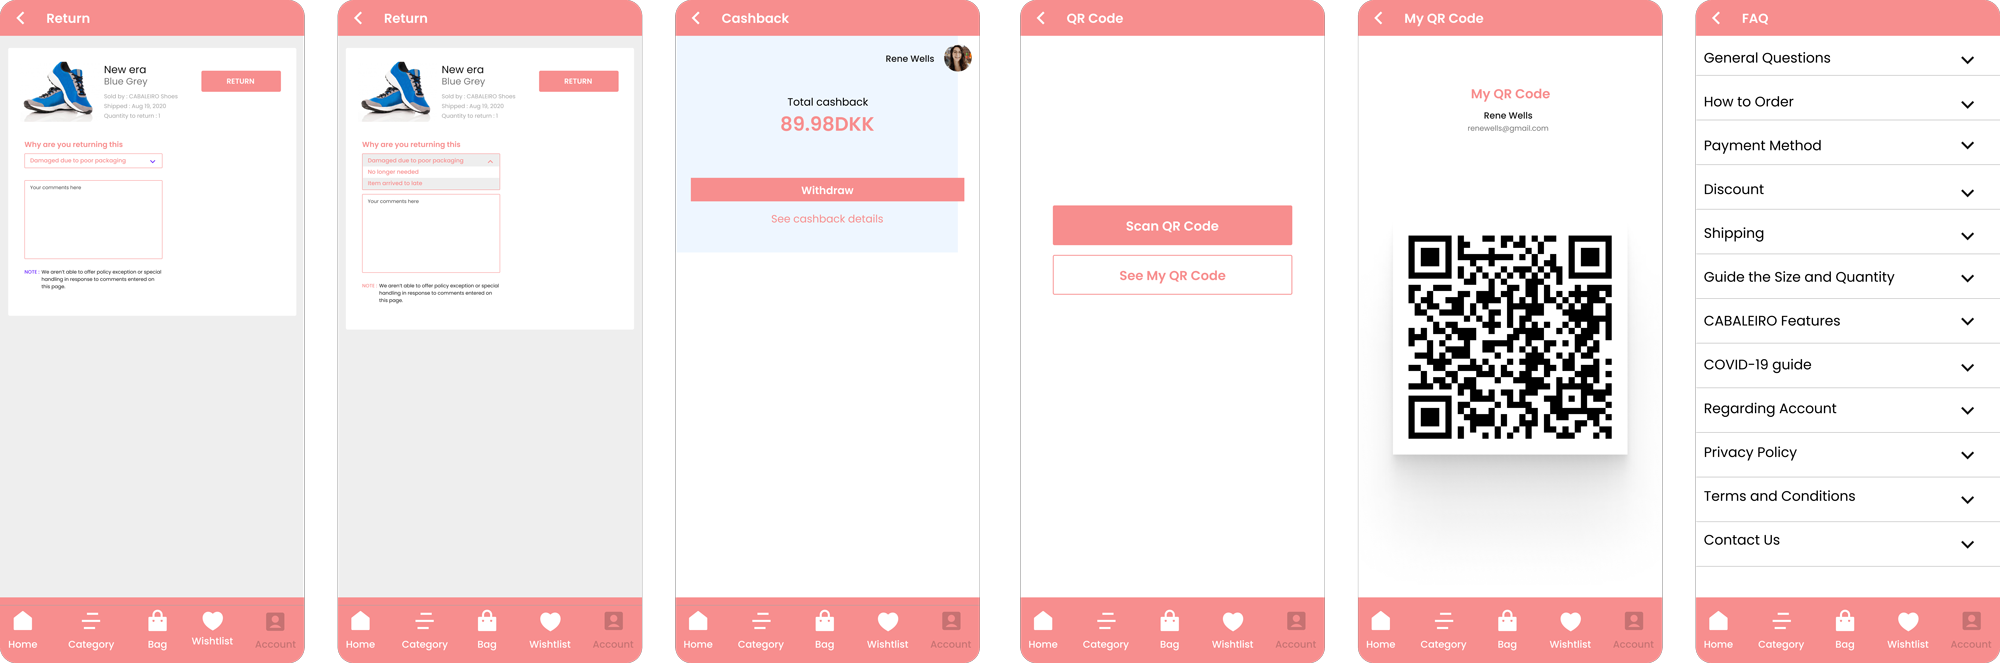 Return
New era
Blue Grey
RETURN
Sold by : CABALEIRO Shoes
Shipped : Aug 19, 2020
Quantity to return : 1
Why are you returning this
Damaged due to poor packaging
Your comments here
NOTE : We aren't able to offer policy exception or special
handling in response to comments entered on
this page.
Home
Category
Bag
Wishtlist
Account
Return
New era
Blue Grey
RETURN
Sold by : CABALEIRO Shoes
Shipped : Aug 19, 2020
Quantity to return : 1
Why are you returning this
Damaged due to poor packaging
No longer needed
Item arrived to late
Your comments here
NOTE : We aren't able to offer policy exception or special
handling in response to comments entered on
this page.
Home
Category
Bag
Wishtlist
Account
Cashback
Rene Wells
Total cashback
89.98DKK
Withdraw
See cashback details
Home
Category
Bag
Wishtlist
Account
QR Code
Scan QR Code
See My QR Code
Home
Category
Bag
Wishtlist
Account
My QR Code
My QR Code
Rene Wells
renewells@gmail.com
Home
Category
Bag
Wishtlist
Account
FAQ
General Questions
How to Order
Payment Method
Discount
Shipping
Guide the Size and Quantity
CABALEIRO Features
COVID-19 guide
Regarding Account
Privacy Policy
Terms and Conditions
Contact Us
Home
Category
Bag
Wishtlist
Account